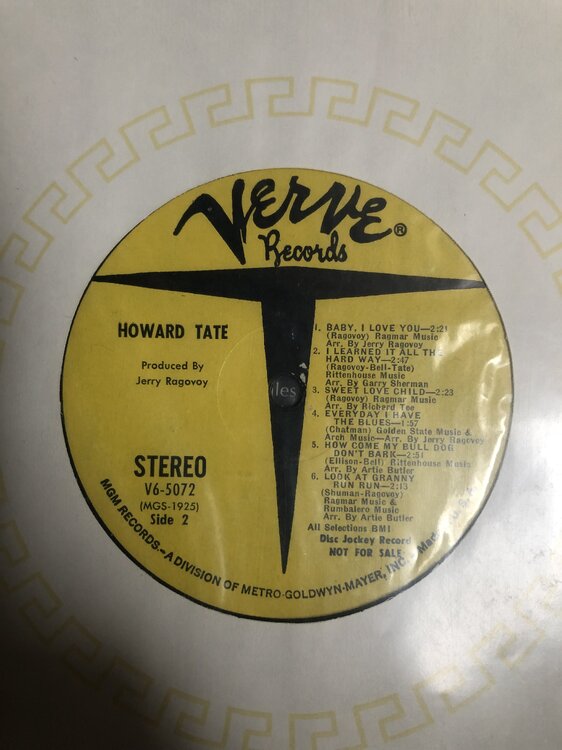 VERVE®
Records
HOWARD TATE
Produced By
Jerry Ragovoy
STEREO
V6-5072
(MGS-1925)
Side 2
1. BABY, I LOVE YOU—2:21
(Ragovoy) Ragmar Music
Arr. By Jerry Ragovoy
2. I LEARNED IT ALL THE
HARD WAY—2:47
(Ragovoy-Bell-Tate)
Rittenhouse Music
Arr. By Garry Sherman
3. SWEET LOVE CHILD—2:23
(Ragovoy) Ragmar Music
Arr. By Richard Tee
4. EVERYDAY I HAVE
THE BLUES—1:57
(Chatman) Golden State Music &
Arch Music—Arr. By Jerry Ragovoy
5. HOW COME MY BULL DOG
DON'T BARK—2:51
(Ellison-Bell) Rittenhouse Music
Arr. By Artie Butler
6. LOOK AT GRANNY
RUN RUN—2:13
(Shuman-Ragovoy)
Ragmar Music &
Rumbalero Music
Arr. By Artie Butler
All Selections BMI
Disc Jockey Record
NOT FOR SALE
MGM RECORDS—A DIVISION OF METRO-GOLDWYN-MAYER, INC.